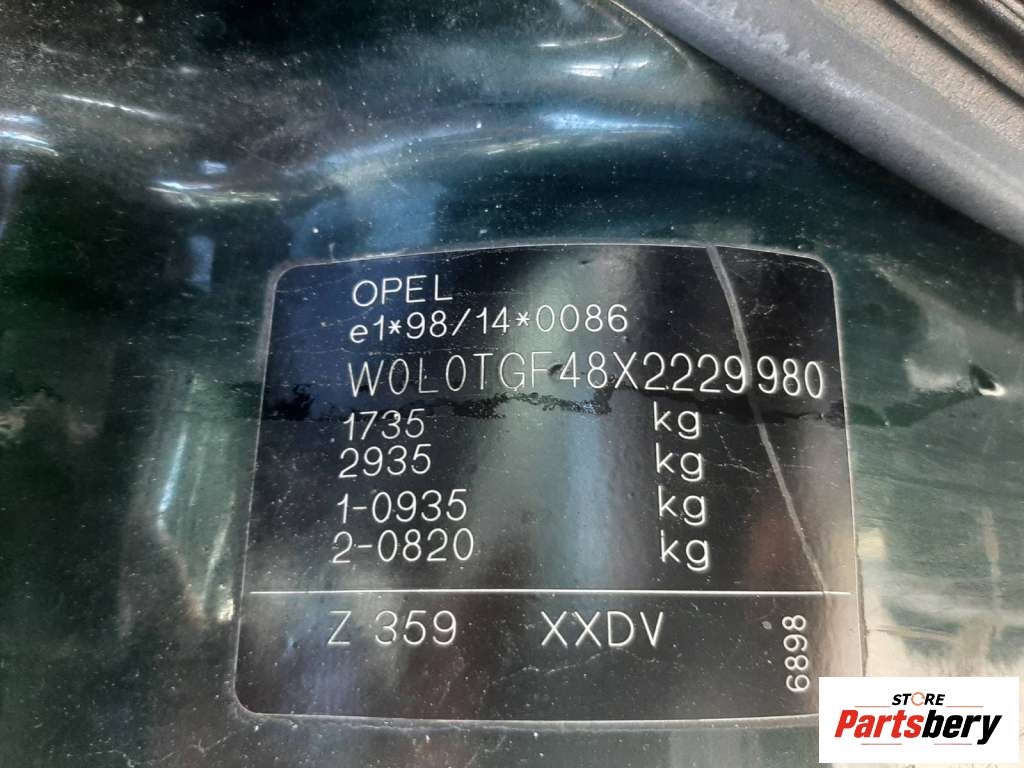 OPEL
e1*98/14*0086
W0L0TGF48X2229980
1735 kg
2935 kg
1-0935 kg
2-0820 kg
Z 359 XXDV
6898
STORE
Partsbery